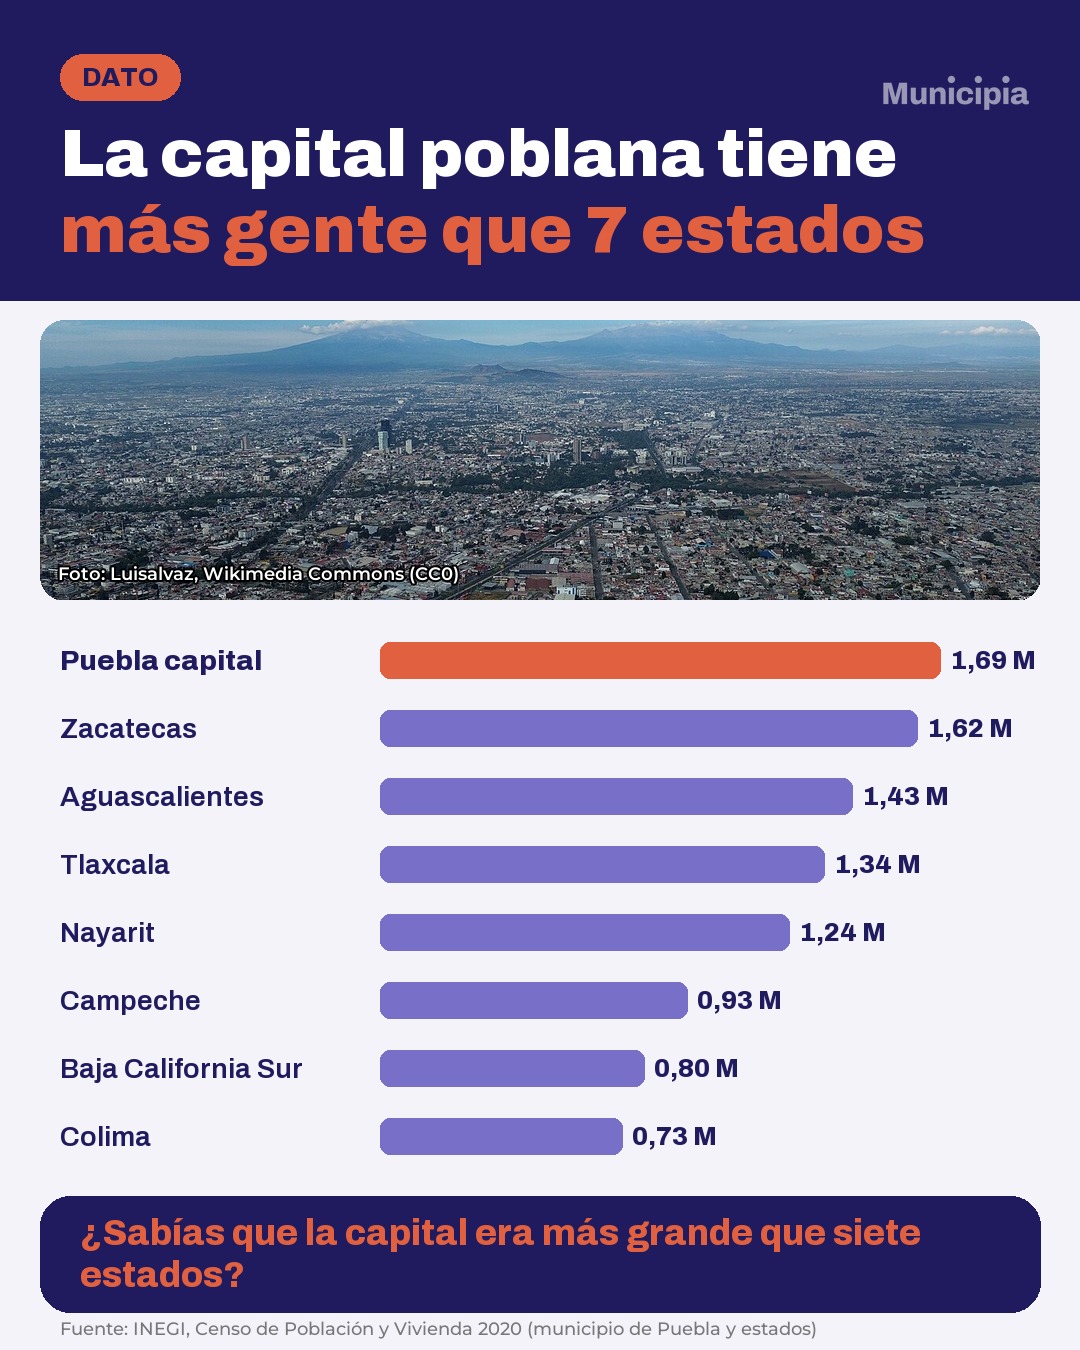 DATO
Municipia
La capital poblana tiene
más gente que 7 estados
Foto: Luisalvaz, Wikimedia Commons (CC0)
Puebla capital 1,69 M
Zacatecas 1,62 M
Aguascalientes 1,43 M
Tlaxcala 1,34 M
Nayarit 1,24 M
Campeche 0,93 M
Baja California Sur 0,80 M
Colima 0,73 M
¿Sabías que la capital era más grande que siete
estados?
Fuente: INEGI, Censo de Población y Vivienda 2020 (municipio de Puebla y estados)